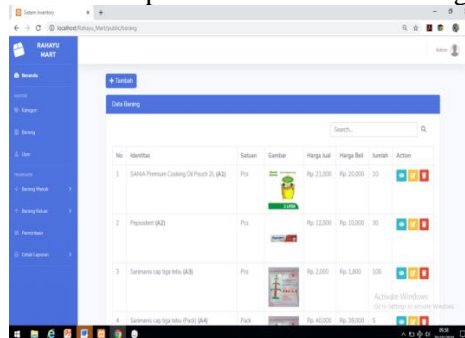 Sistem Inventory
localhost/Rahayu_Mart/public/barang
RAHAYU
MART
Admin
Beranda
+ Tambah
Data Barang
Kategori
Search...
Barang
User
No Identitas Satuan Gambar Harga Jual Harga Beli Jumlah Action
1 SANIA Premium Cooking Oil Pouch 2L (A1) Pcs Rp. 21,000 Rp. 20,000 10
Barang Masuk
Barang Keluar
2 Pepsodent (A2) Pcs Rp. 12,000 Rp. 10,000 30
Permintaan
Cetak Laporan
3 Sarimanis cap tiga tebu (A3) Pcs Rp. 2,000 Rp. 1,800 100
Activate Windows
Go to Settings to activate Windows.
4 Sarimanis cap tiga tebu (Pack) (A4) Pack Rp. 40,000 Rp. 39,000 5